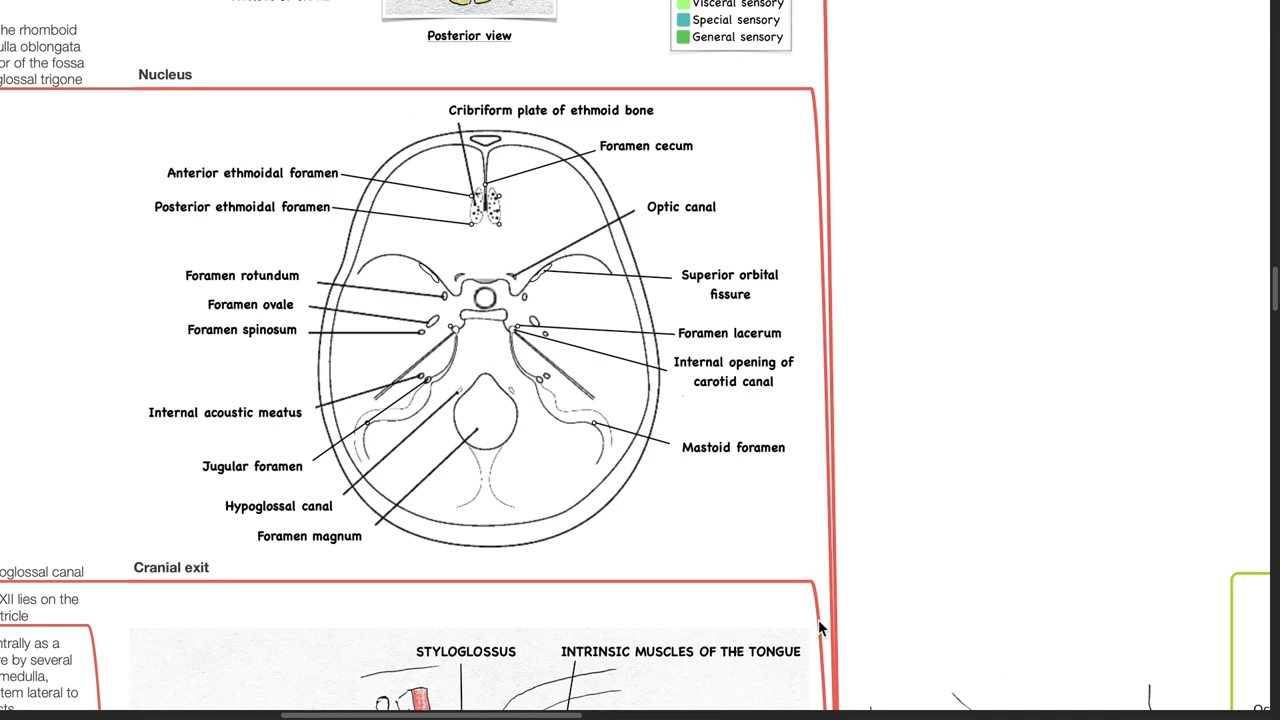 Visceral sensory
Special sensory
General sensory
Posterior view
he rhomboid
ulla oblongata
or of the fossa
glossal trigone
Nucleus
Cribriform plate of ethmoid bone
Foramen cecum
Anterior ethmoidal foramen
Posterior ethmoidal foramen
Optic canal
Foramen rotundum
Superior orbital
fissure
Foramen ovale
Foramen spinosum
Foramen lacerum
Internal opening of
carotid canal
Internal acoustic meatus
Mastoid foramen
Jugular foramen
Hypoglossal canal
Foramen magnum
Cranial exit
oglossal canal
XII lies on the
tricle
ntrally as a
e by several
medulla,
tem lateral to
STYLOGLOSSUS
INTRINSIC MUSCLES OF THE TONGUE